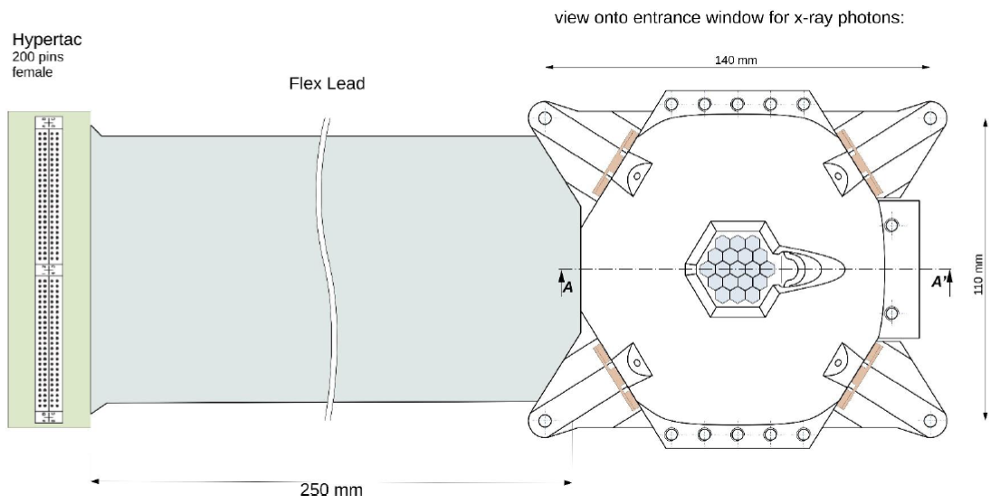 view onto entrance window for x-ray photons:
Hypertac
200 pins
female
Flex Lead
140 mm
110 mm
A
A'
250 mm